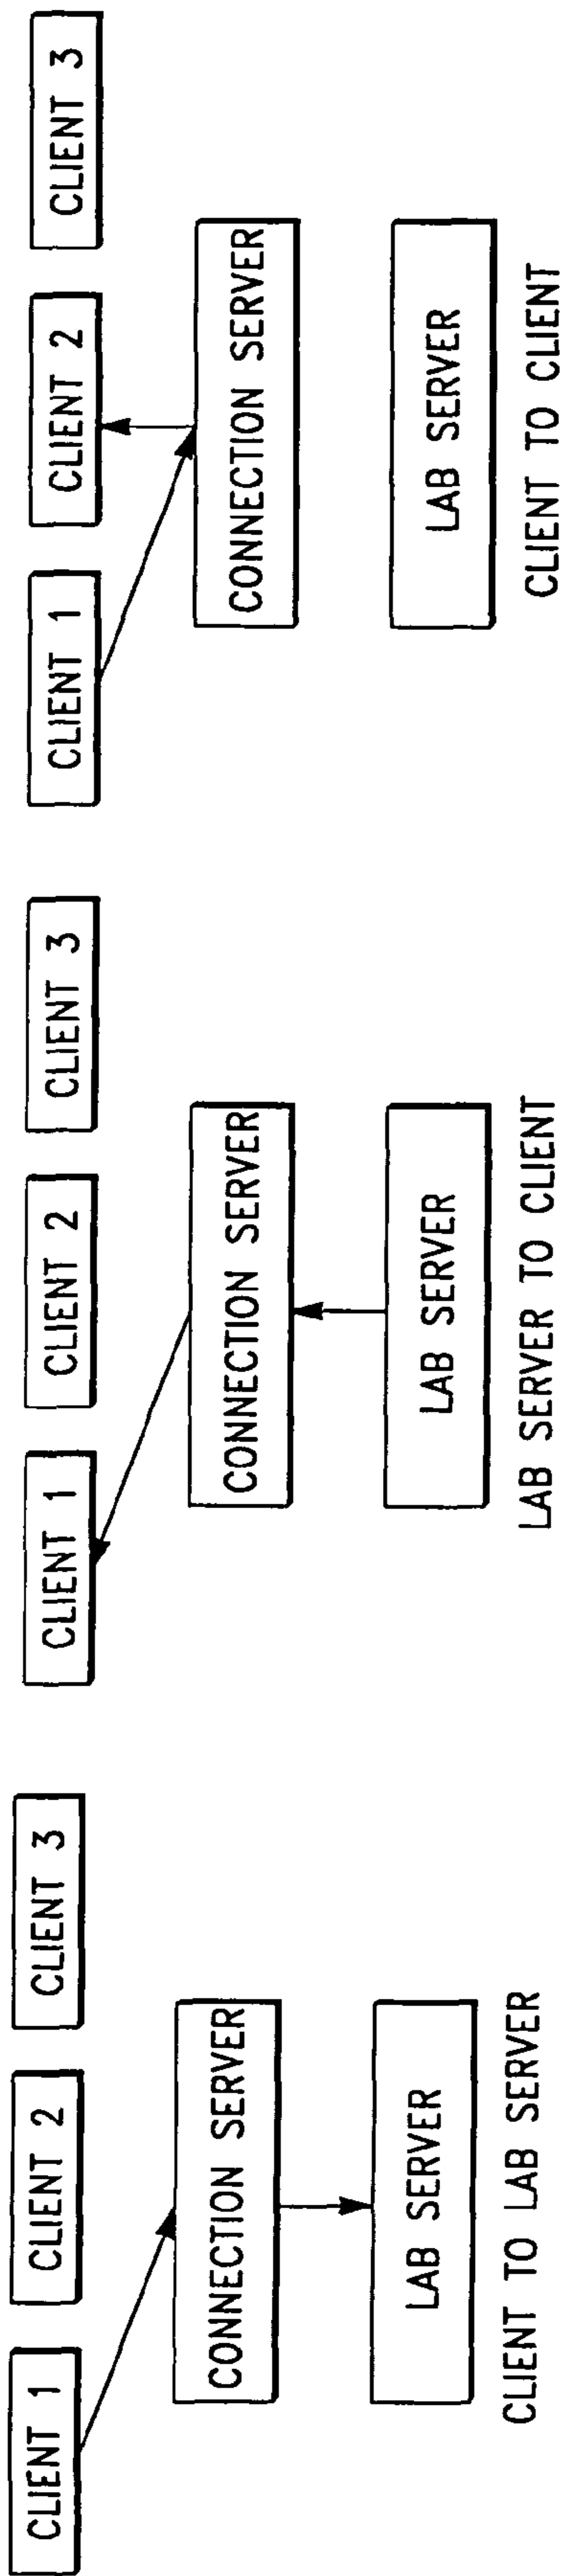 CLIENT 1
CLIENT 2
CLIENT 3
CONNECTION SERVER
LAB SERVER
CLIENT TO LAB SERVER
CLIENT 1
CLIENT 2
CLIENT 3
CONNECTION SERVER
LAB SERVER
LAB SERVER TO CLIENT
CLIENT 1
CLIENT 2
CLIENT 3
CONNECTION SERVER
LAB SERVER
CLIENT TO CLIENT